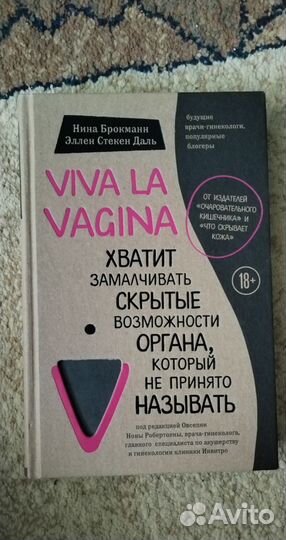 Нина Брокманн
Эллен Стекен Даль
будущие
врачи-гинекологи,
популярные
блогеры
VIVA LA
VAGINA
ОТ ИЗДАТЕЛЕЙ
«ОЧАРОВАТЕЛЬНОГО
КИШЕЧНИКА» И
«ЧТО СКРЫВАЕТ
КОЖА»
18+
ХВАТИТ
ЗАМАЛЧИВАТЬ
СКРЫТЫЕ
ВОЗМОЖНОСТИ
ОРГАНА,
КОТОРЫЙ
НЕ ПРИНЯТО
НАЗЫВАТЬ
под редакцией Овсепян
Ноны Робертовны, врача-гинеколога,
главного специалиста по акушерству
и гинекологии клиники Инвитро
Avito